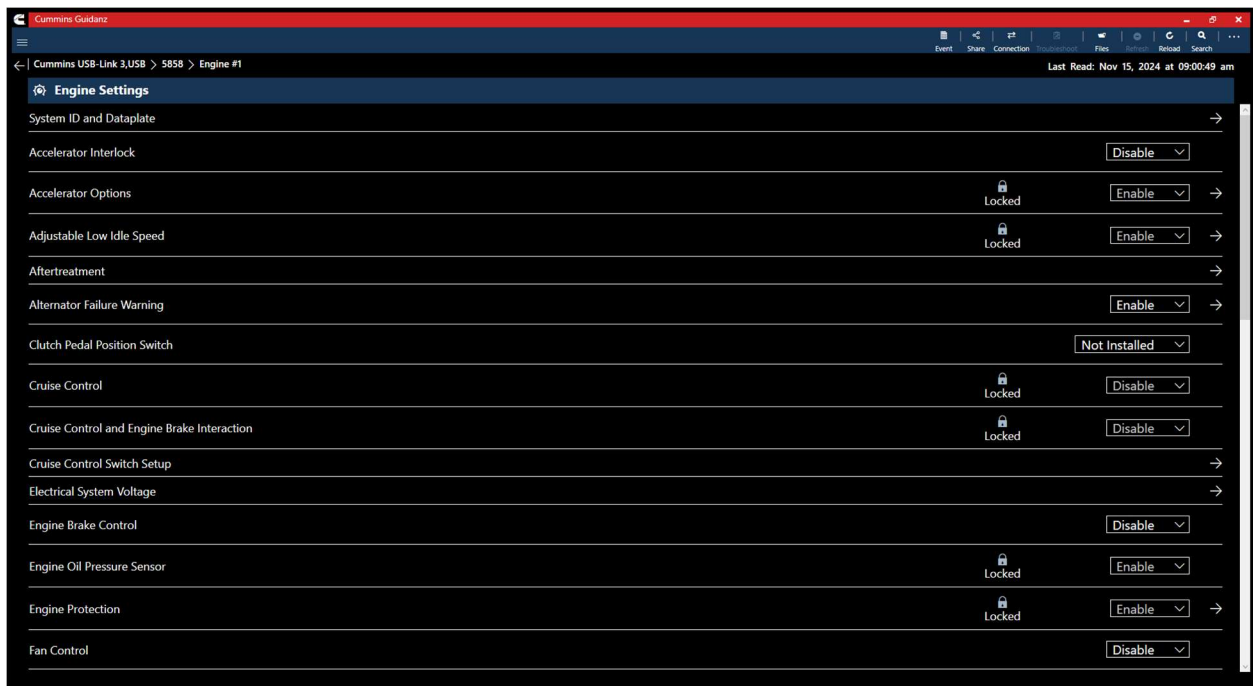 Cummins Guidanz
Event Share Connection Troubleshoot Files Refresh Reload Search
Cummins USB-Link 3,USB > 5858 > Engine #1 Last Read: Nov 15, 2024 at 09:00:49 am
Engine Settings
System ID and Dataplate
Accelerator Interlock Disable
Accelerator Options Locked Enable
Adjustable Low Idle Speed Locked Enable
Aftertreatment
Alternator Failure Warning Enable
Clutch Pedal Position Switch Not Installed
Cruise Control Locked Disable
Cruise Control and Engine Brake Interaction Locked Disable
Cruise Control Switch Setup
Electrical System Voltage
Engine Brake Control Disable
Engine Oil Pressure Sensor Locked Enable
Engine Protection Locked Enable
Fan Control Disable